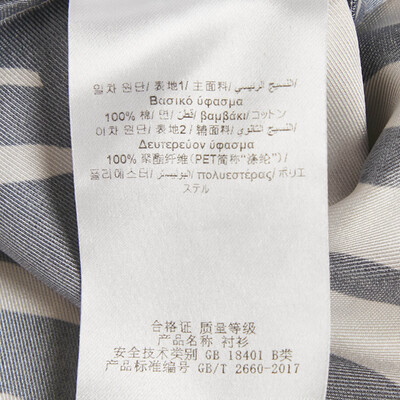 일차 원단/ 表地1/ 主面料/ النسيج الرئيسي/
Βασικό ύφασμα
100% 棉/ 면/ قطن/ βαμβάκι/ コットン
이차 원단/ 表地2/ 辅面料/ النسيج الثانوي/
Δευτερεύον ύφασμα
100% 聚酯纤维(PET简称“涤纶”)/
폴리에스터/ البوليستر/ πολυεστέρας/ ポリエ
ステル
合格证 质量等级
产品名称 衬衫
安全技术类别 GB 18401 B类
产品标准编号 GB/T 2660-2017